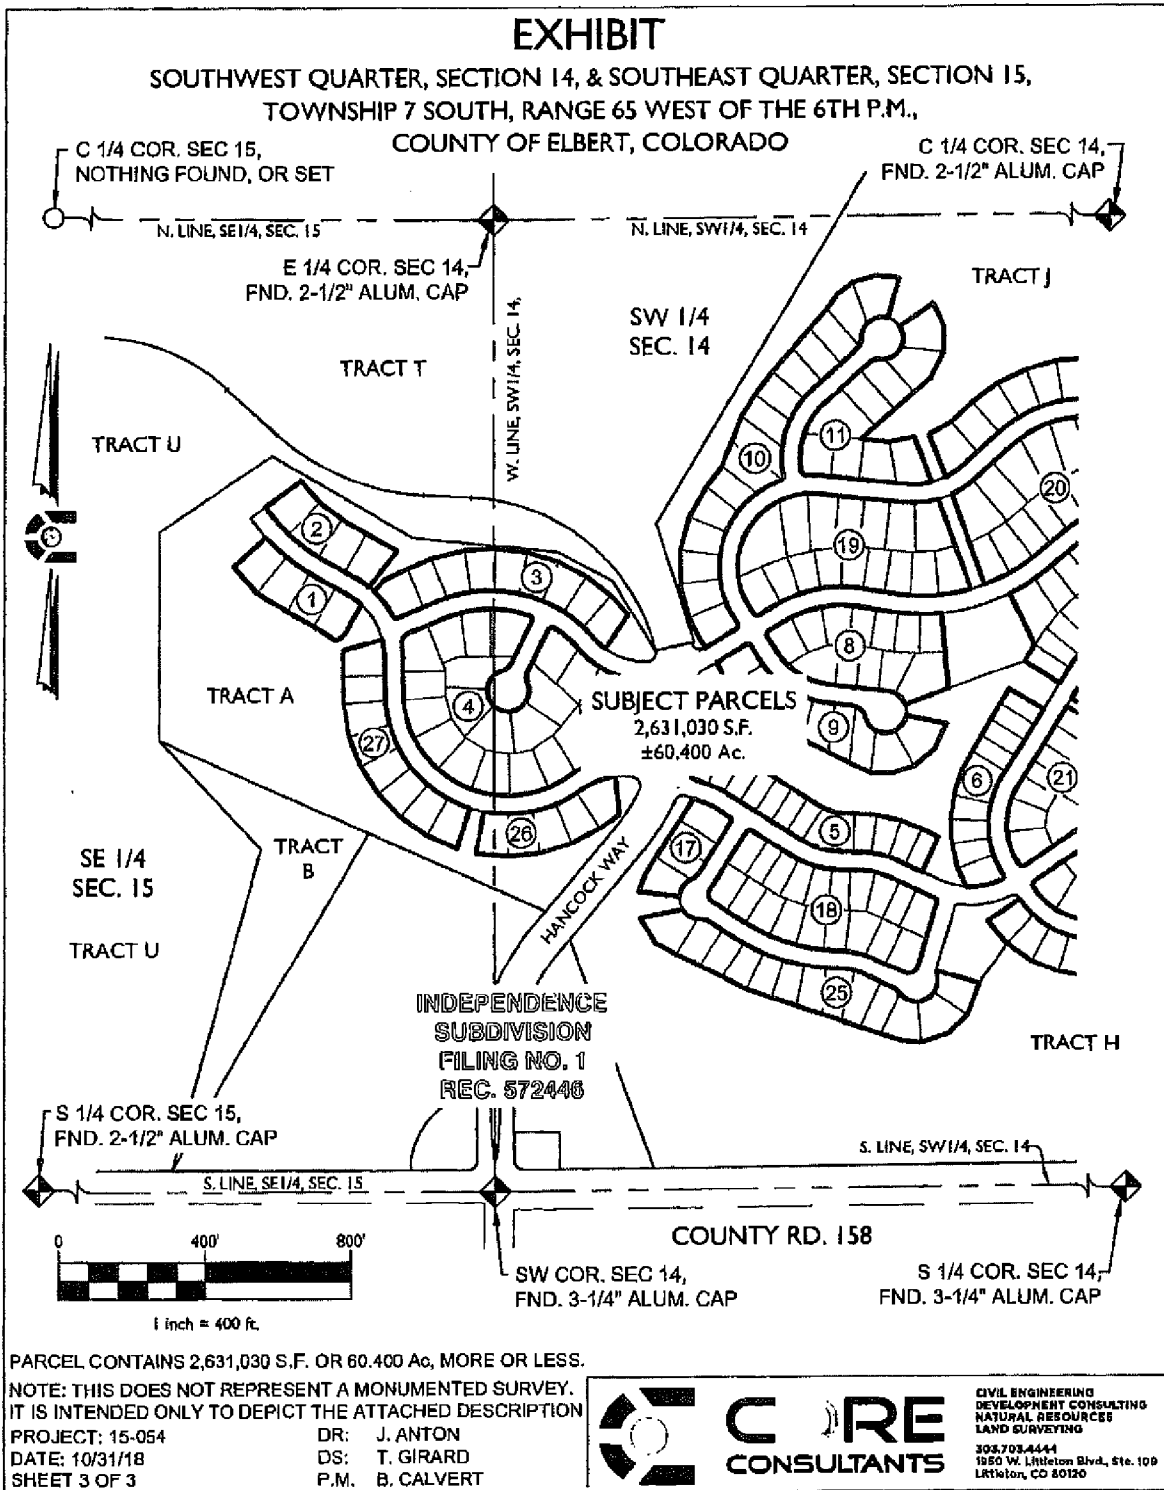 EXHIBIT
SOUTHWEST QUARTER, SECTION 14, & SOUTHEAST QUARTER, SECTION 15,
TOWNSHIP 7 SOUTH, RANGE 65 WEST OF THE 6TH P.M.,
COUNTY OF ELBERT, COLORADO
C 1/4 COR. SEC 15,
NOTHING FOUND, OR SET
C 1/4 COR. SEC 14,
FND. 2-1/2" ALUM. CAP
N. LINE, SE1/4, SEC. 15
N. LINE, SW1/4, SEC. 14
E 1/4 COR. SEC 14,
FND. 2-1/2" ALUM. CAP
TRACT J
SW 1/4
SEC. 14
W. LINE, SW1/4, SEC. 14,
TRACT T
TRACT U
11
10
20
2
19
3
1
8
TRACT A
4
SUBJECT PARCELS
2,631,030 S.F.
±60.400 Ac.
9
27
6
21
26
5
17
TRACT
B
SE 1/4
SEC. 15
HANCOCK WAY
18
TRACT U
25
INDEPENDENCE
SUBDIVISION
FILING NO. 1
REC. 572446
TRACT H
S 1/4 COR. SEC 15,
FND. 2-1/2" ALUM. CAP
S. LINE, SW1/4, SEC. 14
S. LINE, SE1/4, SEC. 15
COUNTY RD. 158
0 400' 800'
1 inch = 400 ft.
SW COR. SEC 14,
FND. 3-1/4" ALUM. CAP
S 1/4 COR. SEC 14,
FND. 3-1/4" ALUM. CAP
PARCEL CONTAINS 2,631,030 S.F. OR 60.400 Ac, MORE OR LESS.
NOTE: THIS DOES NOT REPRESENT A MONUMENTED SURVEY.
IT IS INTENDED ONLY TO DEPICT THE ATTACHED DESCRIPTION
PROJECT: 15-054 DR: J. ANTON
DATE: 10/31/18 DS: T. GIRARD
SHEET 3 OF 3 P.M. B. CALVERT
CORE
CONSULTANTS
CIVIL ENGINEERING
DEVELOPMENT CONSULTING
NATURAL RESOURCES
LAND SURVEYING
303.703.4444
1950 W. Littleton Blvd., Ste. 109
Littleton, CO 80120